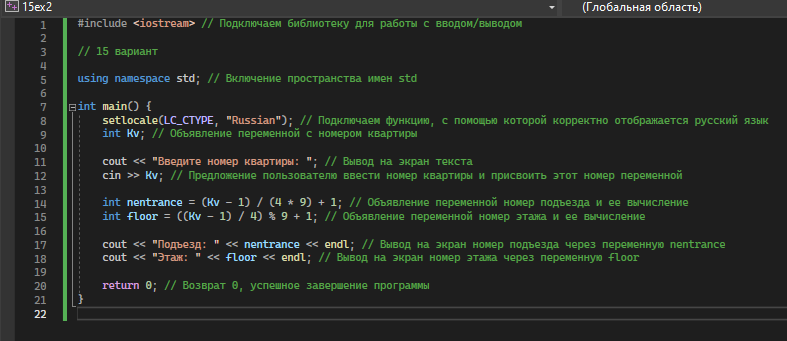 15ex2 (Глобальная область)
1 #include <iostream> // Подключаем библиотеку для работы с вводом/выводом
2
3 // 15 вариант
4
5 using namespace std; // Включение пространства имен std
6
7 int main() {
8 setlocale(LC_CTYPE, "Russian"); // Подключаем функцию, с помощью которой корректно отображается русский язык
9 int Kv; // Объявление переменной с номером квартиры
10
11 cout << "Введите номер квартиры: "; // Вывод на экран текста
12 cin >> Kv; // Предложение пользователю ввести номер квартиры и присвоить этот номер переменной
13
14 int nentrance = (Kv - 1) / (4 * 9) + 1; // Объявление переменной номер подъезда и ее вычисление
15 int floor = ((Kv - 1) / 4) % 9 + 1; // Объявление переменной номер этажа и ее вычисление
16
17 cout << "Подъезд: " << nentrance << endl; // Вывод на экран номер подъезда через переменную nentrance
18 cout << "Этаж: " << floor << endl; // Вывод на экран номер этажа через переменную floor
19
20 return 0; // Возврат 0, успешное завершение программы
21 }
22